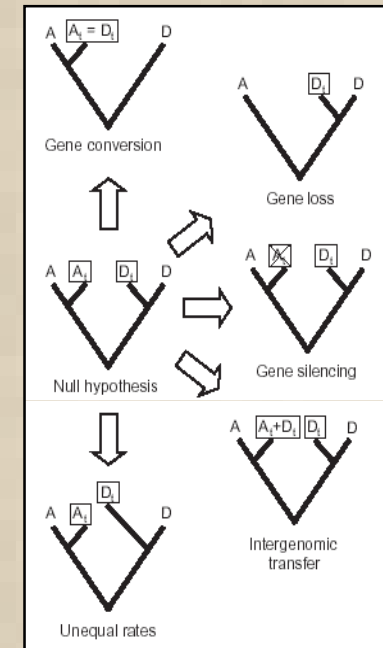 A Aₜ = Dₜ D
Gene conversion
A Dₜ D
Gene loss
A Aₜ Dₜ D
Null hypothesis
A Aₜ Dₜ D
Gene silencing
A Aₜ+Dₜ Dₜ D
Intergenomic
transfer
A Aₜ Dₜ D
Unequal rates